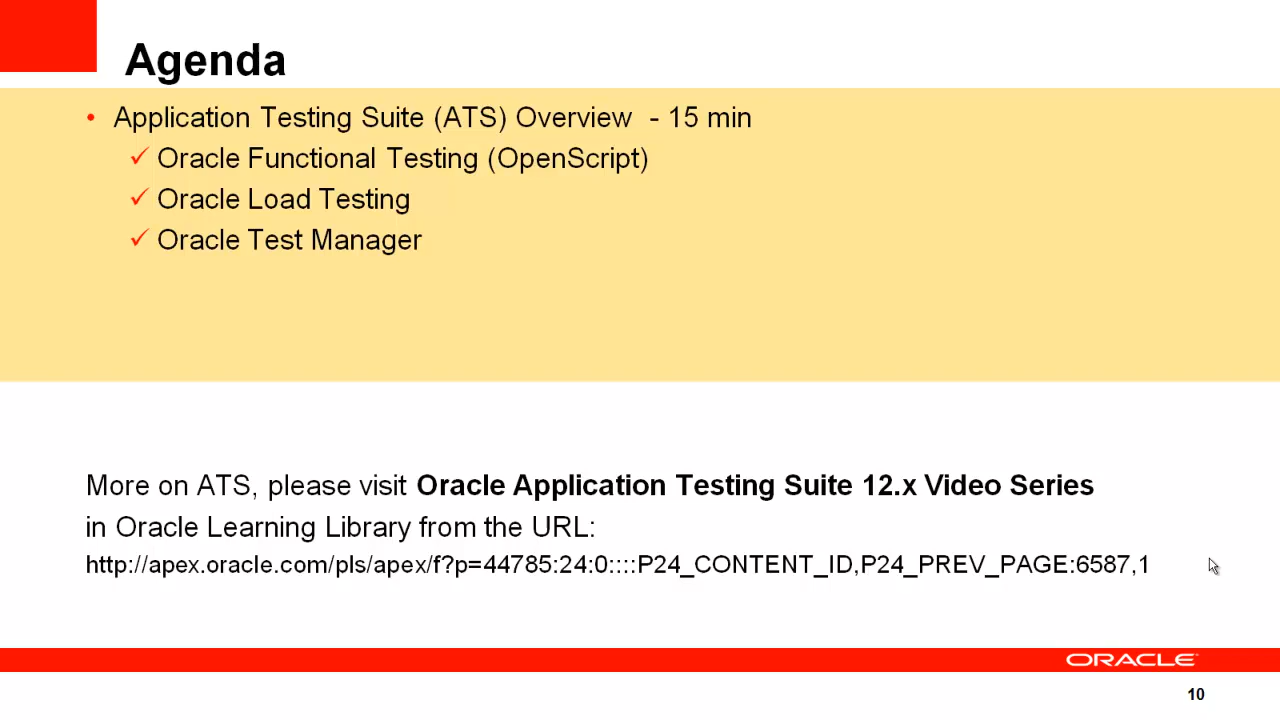 Agenda
• Application Testing Suite (ATS) Overview - 15 min
✓ Oracle Functional Testing (OpenScript)
✓ Oracle Load Testing
✓ Oracle Test Manager
More on ATS, please visit Oracle Application Testing Suite 12.x Video Series
in Oracle Learning Library from the URL:
http://apex.oracle.com/pls/apex/f?p=44785:24:0::::P24_CONTENT_ID,P24_PREV_PAGE:6587,1
ORACLE
10